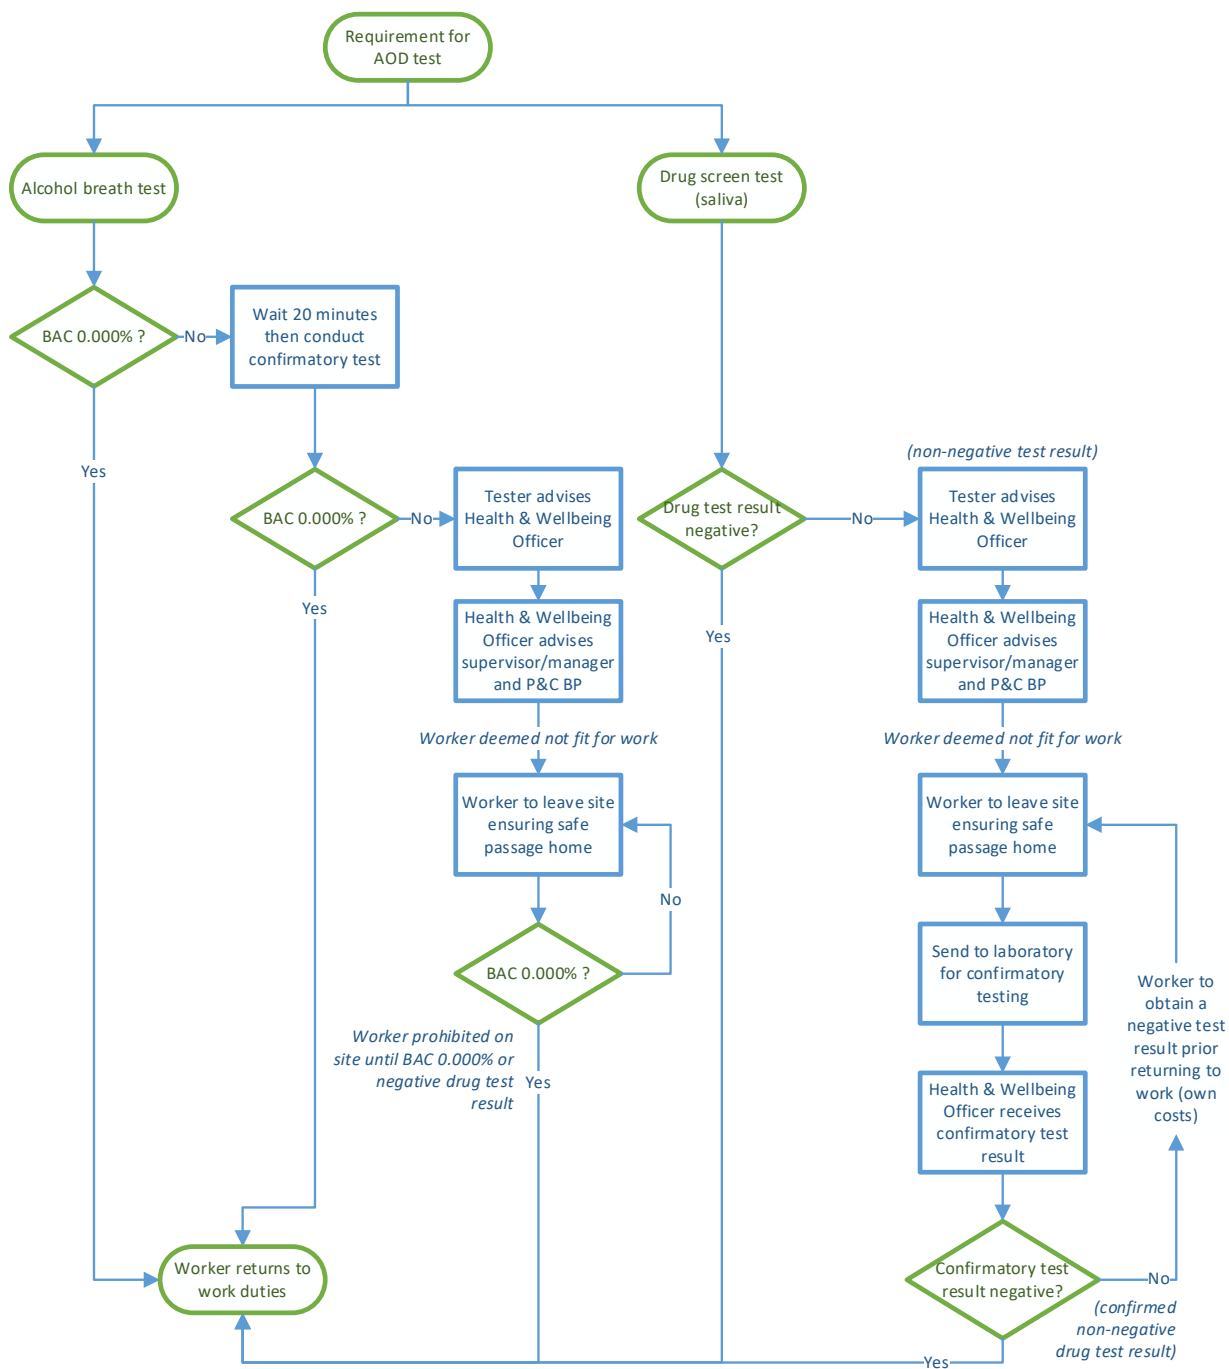 Requirement for
AOD test
Alcohol breath test
Drug screen test
(saliva)
BAC 0.000% ?
No
Wait 20 minutes
then conduct
confirmatory test
Yes
BAC 0.000% ?
No
Tester advises
Health & Wellbeing
Officer
Yes
Health & Wellbeing
Officer advises
supervisor/manager
and P&C BP
Worker deemed not fit for work
Worker to leave site
ensuring safe
passage home
No
BAC 0.000% ?
Worker prohibited on
site until BAC 0.000% or
negative drug test
result
Yes
Drug test result
negative?
No
Yes
(non-negative test result)
Tester advises
Health & Wellbeing
Officer
Health & Wellbeing
Officer advises
supervisor/manager
and P&C BP
Worker deemed not fit for work
Worker to leave site
ensuring safe
passage home
Send to laboratory
for confirmatory
testing
Health & Wellbeing
Officer receives
confirmatory test
result
Worker to
obtain a
negative test
result prior
returning to
work (own
costs)
Confirmatory test
result negative?
No
(confirmed
non-negative
drug test result)
Yes
Worker returns to
work duties